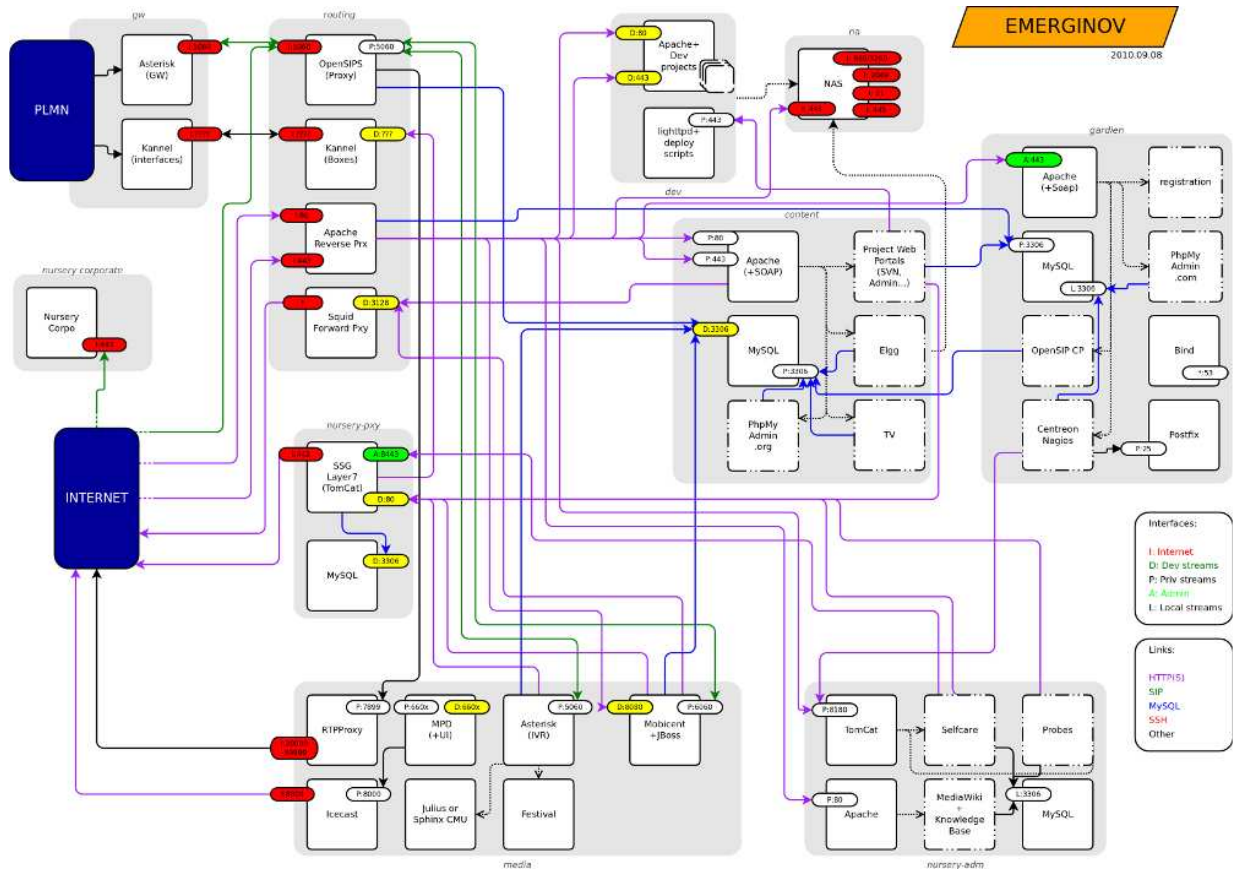 EMERGINOV
2010.09.08
gw
PLMN
Asterisk
(GW)
Kannel
(interfaces)
routing
P:5060
OpenSIPS
(Proxy)
D:???
Kannel
(Boxes)
Apache
Reverse Prx
D:3128
Squid
Forward Pxy
D:80
Apache+
Dev
projects
D:443
P:443
lighttpd+
deploy
scripts
dev
na
NAS
gardien
A:443
Apache
(+Soap)
registration
P:3306
MySQL
L:3306
PhpMy
Admin
.com
OpenSIP CP
Bind
Centreon
Nagios
P:25
Postfix
content
P:80
P:443
Apache
(+SOAP)
Project Web
Portals
(SVN,
Admin...)
D:3306
MySQL
P:3306
Elgg
PhpMy
Admin
.org
TV
nursery corporate
Nursery
Corpo
INTERNET
nursery-pxy
A:8443
SSG
Layer7
(TomCat)
D:80
MySQL
D:3306
media
P:7899
RTPProxy
P:660x
D:660x
MPD
(+UI)
P:5060
Asterisk
(IVR)
D:8080
P:6060
Mobicent
+JBoss
P:8000
Icecast
Julius or
Sphinx CMU
Festival
nursery-adm
P:8180
TomCat
Selfcare
Probes
P:80
Apache
MediaWiki
+
Knowledge
Base
L:3306
MySQL
Interfaces:
I: Internet
D: Dev streams
P: Priv streams
A: Admin
L: Local streams
Links:
HTTP(S)
SIP
MySQL
SSH
Other